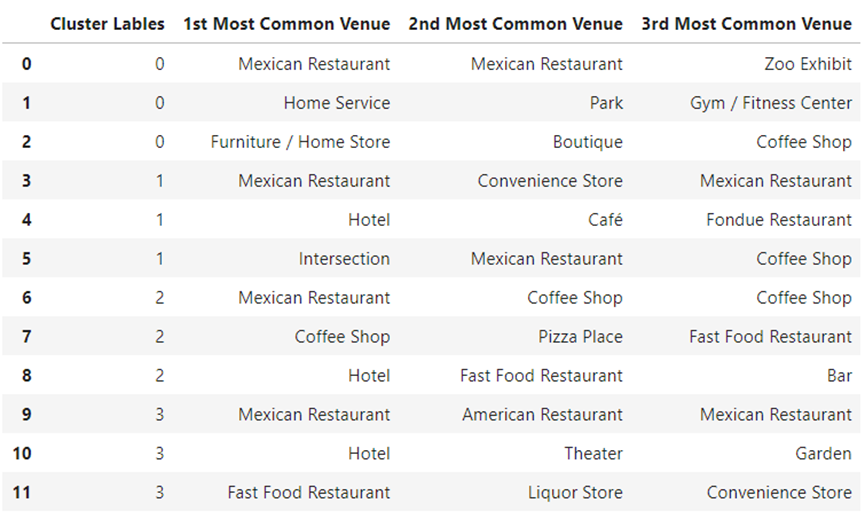 Cluster Lables 1st Most Common Venue 2nd Most Common Venue 3rd Most Common Venue
0 0 Mexican Restaurant Mexican Restaurant Zoo Exhibit
1 0 Home Service Park Gym / Fitness Center
2 0 Furniture / Home Store Boutique Coffee Shop
3 1 Mexican Restaurant Convenience Store Mexican Restaurant
4 1 Hotel Café Fondue Restaurant
5 1 Intersection Mexican Restaurant Coffee Shop
6 2 Mexican Restaurant Coffee Shop Coffee Shop
7 2 Coffee Shop Pizza Place Fast Food Restaurant
8 2 Hotel Fast Food Restaurant Bar
9 3 Mexican Restaurant American Restaurant Mexican Restaurant
10 3 Hotel Theater Garden
11 3 Fast Food Restaurant Liquor Store Convenience Store